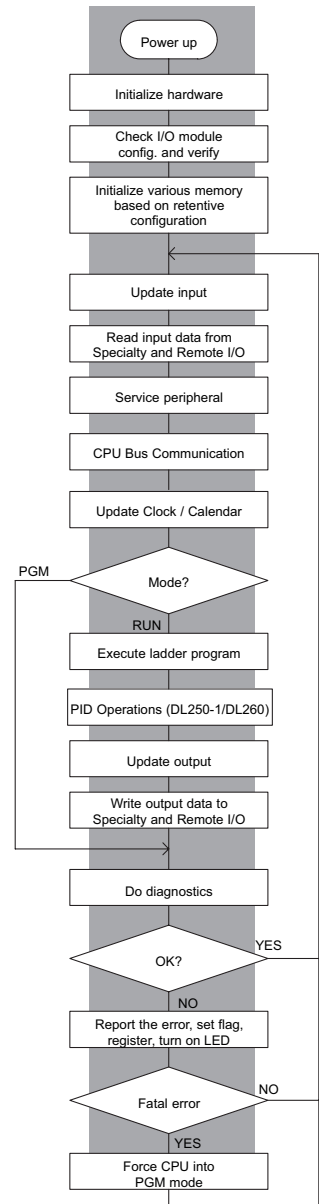 Power up
Initialize hardware
Check I/O module
config. and verify
Initialize various memory
based on retentive
configuration
Update input
Read input data from
Specialty and Remote I/O
Service peripheral
CPU Bus Communication
Update Clock / Calendar
PGM
Mode?
RUN
Execute ladder program
PID Operations (DL250-1/DL260)
Update output
Write output data to
Specialty and Remote I/O
Do diagnostics
YES
OK?
NO
Report the error, set flag,
register, turn on LED
NO
Fatal error
YES
Force CPU into
PGM mode